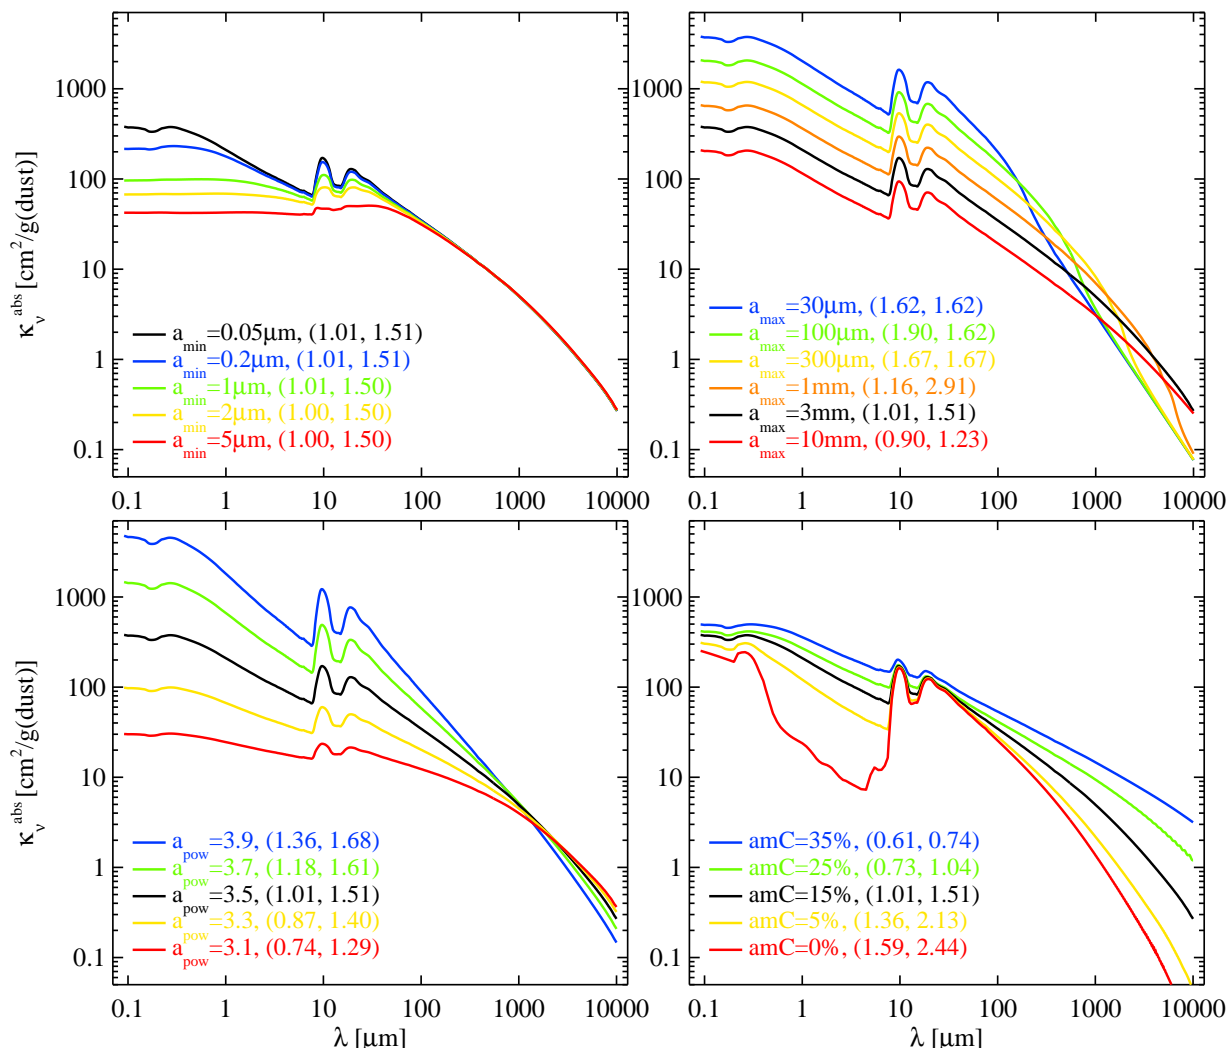 κν^abs [cm²/g(dust)]
1000
100
10
1
0.1
a_min=0.05μm, (1.01, 1.51)
a_min=0.2μm, (1.01, 1.51)
a_min=1μm, (1.01, 1.50)
a_min=2μm, (1.00, 1.50)
a_min=5μm, (1.00, 1.50)
0.1 1 10 100 1000 10000
1000
100
10
1
0.1
a_max=30μm, (1.62, 1.62)
a_max=100μm, (1.90, 1.62)
a_max=300μm, (1.67, 1.67)
a_max=1mm, (1.16, 2.91)
a_max=3mm, (1.01, 1.51)
a_max=10mm, (0.90, 1.23)
0.1 1 10 100 1000 10000
κν^abs [cm²/g(dust)]
1000
100
10
1
0.1
a_pow=3.9, (1.36, 1.68)
a_pow=3.7, (1.18, 1.61)
a_pow=3.5, (1.01, 1.51)
a_pow=3.3, (0.87, 1.40)
a_pow=3.1, (0.74, 1.29)
0.1 1 10 100 1000 10000
λ [μm]
1000
100
10
1
0.1
amC=35%, (0.61, 0.74)
amC=25%, (0.73, 1.04)
amC=15%, (1.01, 1.51)
amC=5%, (1.36, 2.13)
amC=0%, (1.59, 2.44)
0.1 1 10 100 1000 10000
λ [μm]